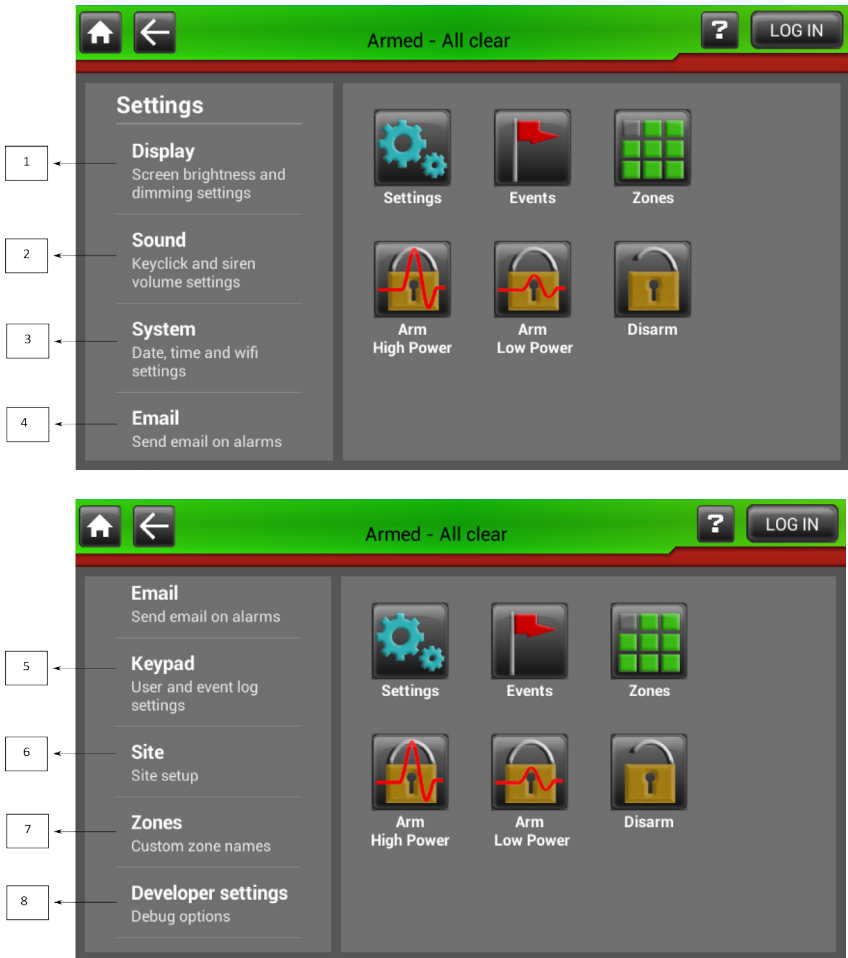 Armed - All clear
?
LOG IN
Settings
1
Display
Screen brightness and
dimming settings
2
Sound
Keyclick and siren
volume settings
3
System
Date, time and wifi
settings
4
Email
Send email on alarms
Settings
Events
Zones
Arm
High Power
Arm
Low Power
Disarm
Armed - All clear
?
LOG IN
Email
Send email on alarms
5
Keypad
User and event log
settings
6
Site
Site setup
7
Zones
Custom zone names
8
Developer settings
Debug options
Settings
Events
Zones
Arm
High Power
Arm
Low Power
Disarm